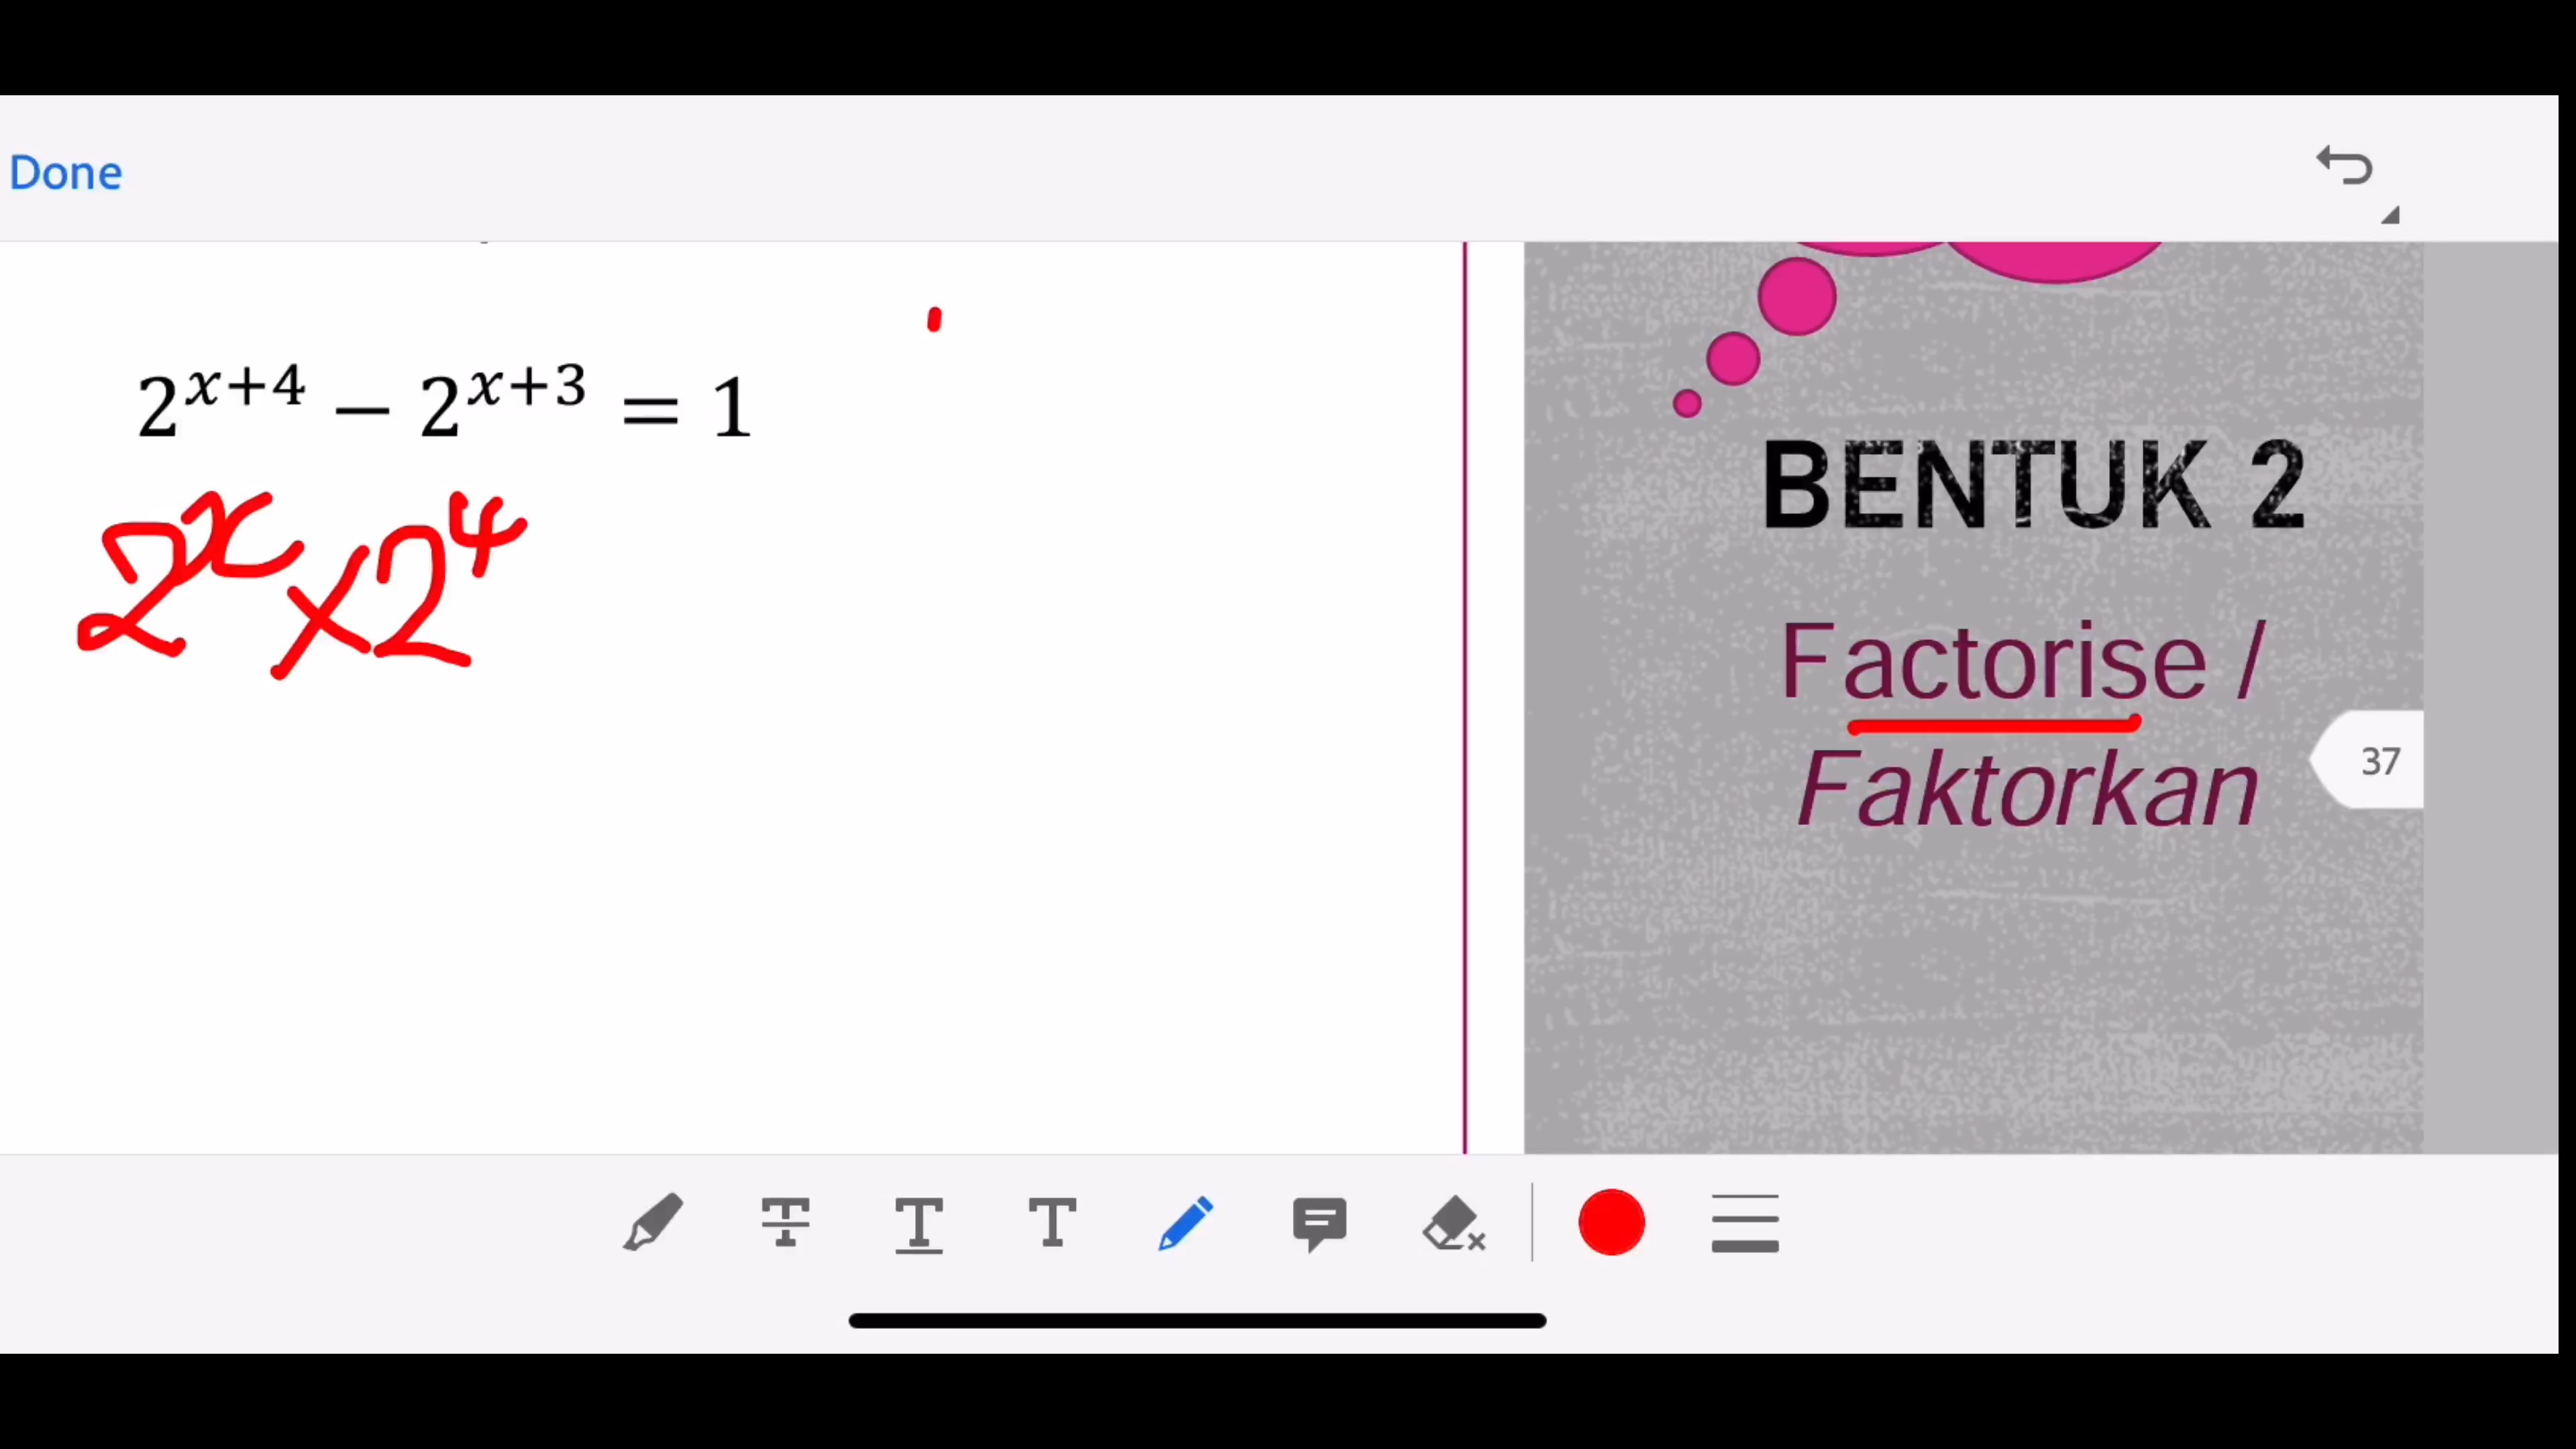 Done
2^{x+4} − 2^{x+3} = 1
2^x × 2^4
BENTUK 2
Factorise /
Faktorkan
37